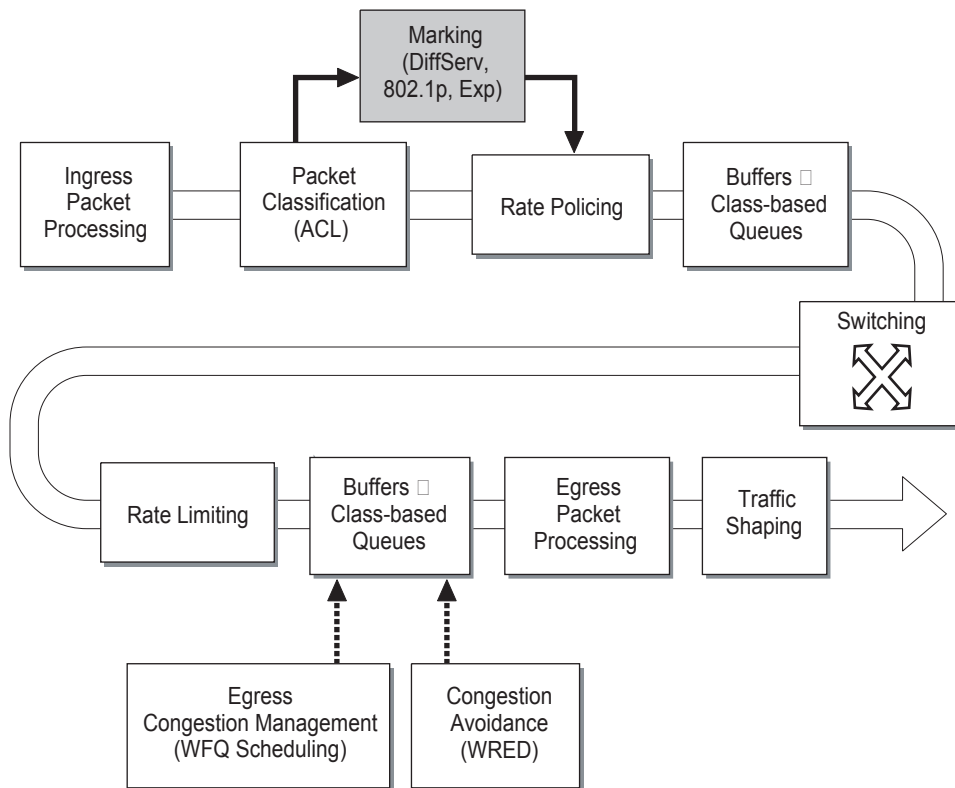 Marking
(DiffServ,
802.1p, Exp)
Ingress
Packet
Processing
Packet
Classification
(ACL)
Rate Policing
Buffers □
Class-based
Queues
Switching
Rate Limiting
Buffers □
Class-based
Queues
Egress
Packet
Processing
Traffic
Shaping
Egress
Congestion Management
(WFQ Scheduling)
Congestion
Avoidance
(WRED)